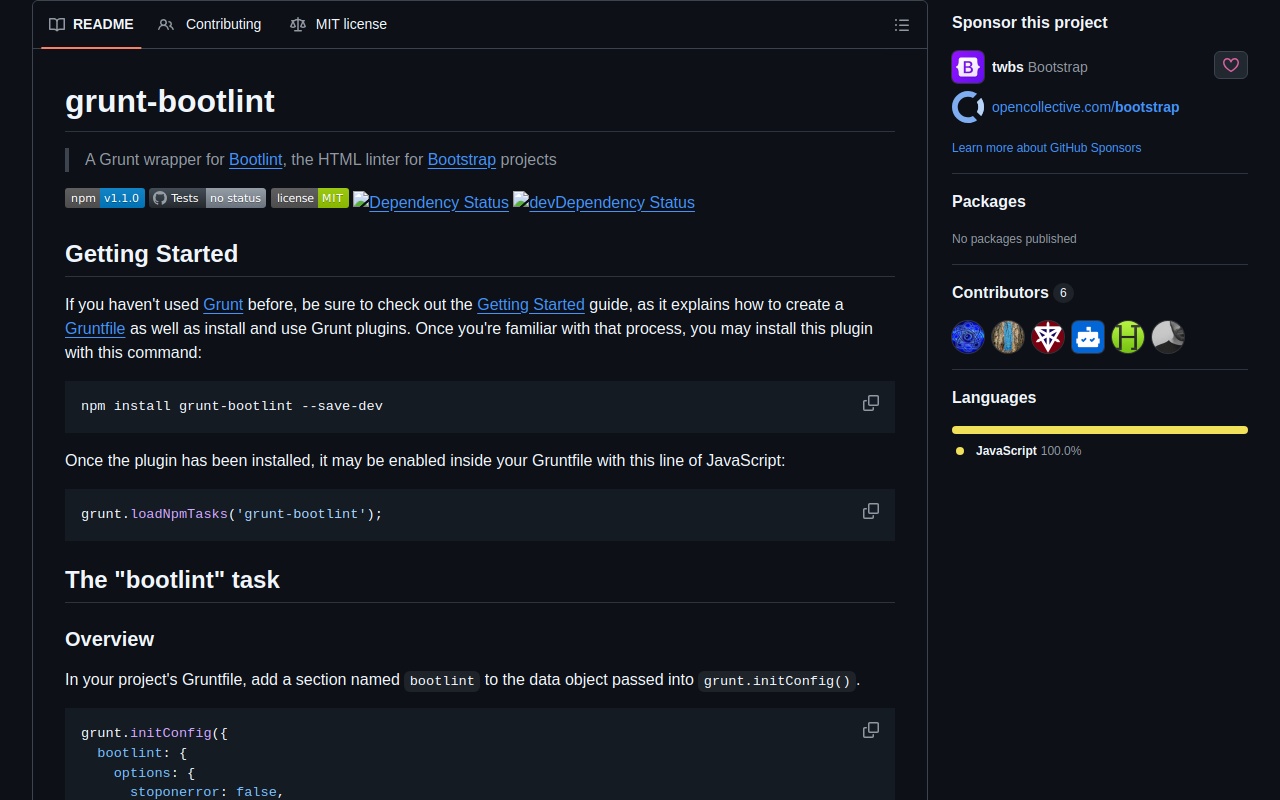 README
Contributing
MIT license
grunt-bootlint
A Grunt wrapper for Bootlint, the HTML linter for Bootstrap projects
npm v1.1.0 Tests no status license MIT Dependency Status devDependency Status
Getting Started
If you haven't used Grunt before, be sure to check out the Getting Started guide, as it explains how to create a
Gruntfile as well as install and use Grunt plugins. Once you're familiar with that process, you may install this plugin
with this command:
npm install grunt-bootlint --save-dev
Once the plugin has been installed, it may be enabled inside your Gruntfile with this line of JavaScript:
grunt.loadNpmTasks('grunt-bootlint');
The "bootlint" task
Overview
In your project's Gruntfile, add a section named bootlint to the data object passed into grunt.initConfig().
grunt.initConfig({
  bootlint: {
    options: {
      stoponerror: false,
Sponsor this project
twbs Bootstrap
opencollective.com/bootstrap
Learn more about GitHub Sponsors
Packages
No packages published
Contributors 6
Languages
JavaScript 100.0%